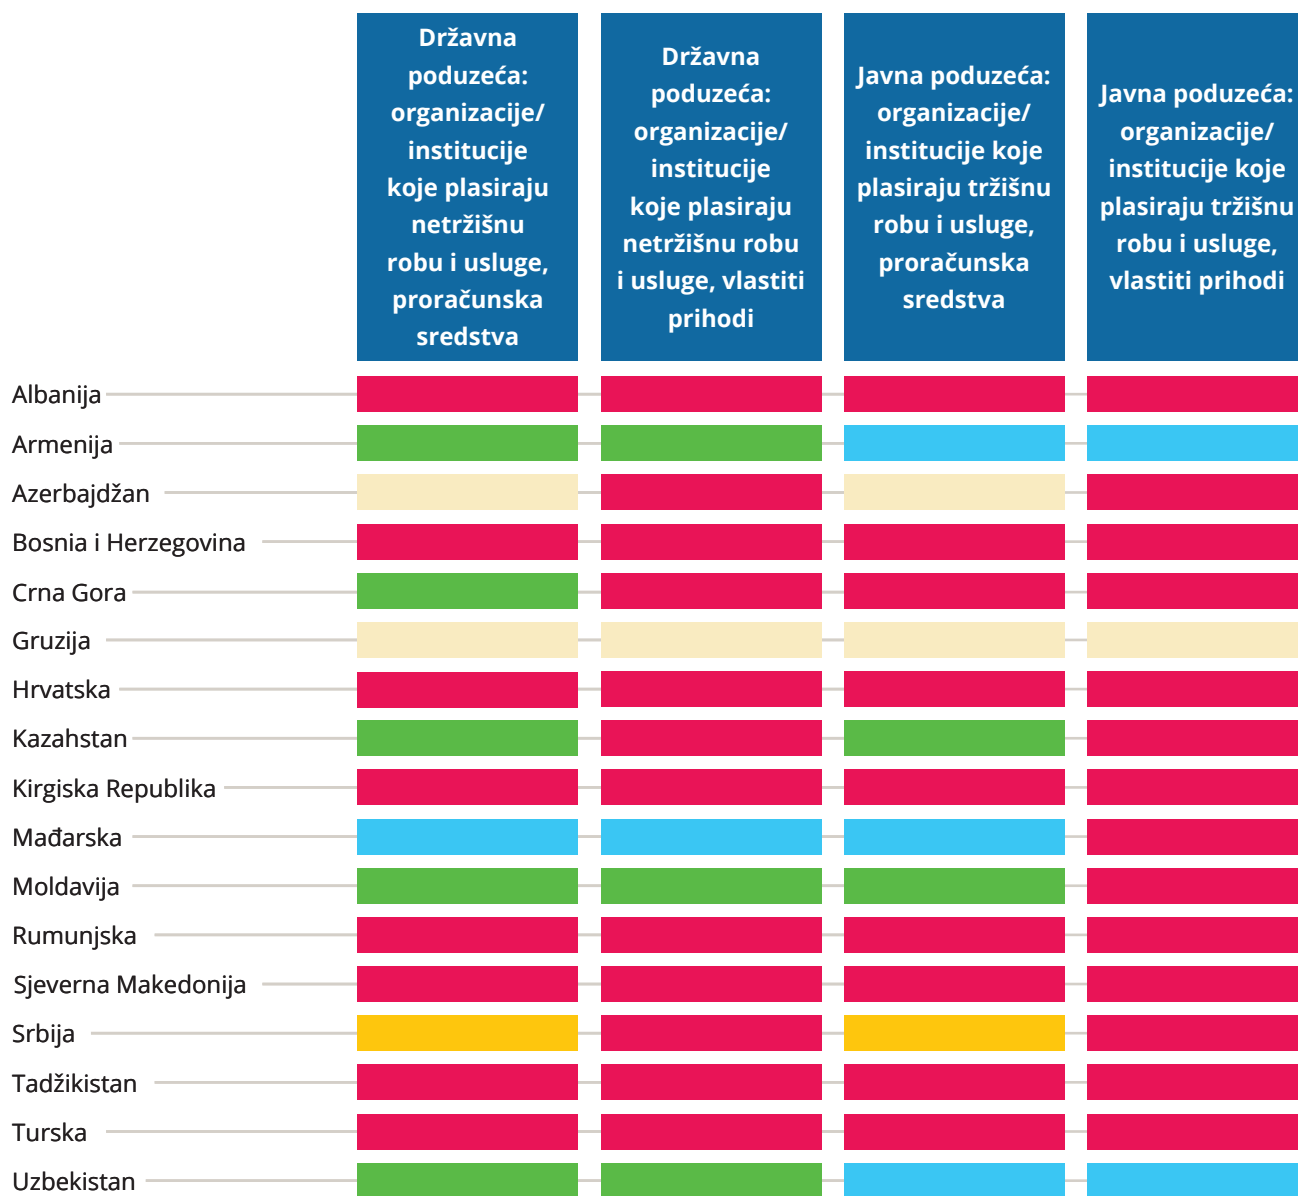 Državna
poduzeća:
organizacije/
institucije
koje plasiraju
netržišnu
robu i usluge,
proračunska
sredstva
Državna
poduzeća:
organizacije/
institucije
koje plasiraju
netržišnu robu
i usluge, vlastiti
prihodi
Javna poduzeća:
organizacije/
institucije koje
plasiraju tržišnu
robu i usluge,
proračunska
sredstva
Javna poduzeća:
organizacije/
institucije koje
plasiraju tržišnu
robu i usluge,
vlastiti prihodi
Albanija
Armenija
Azerbajdžan
Bosnia i Herzegovina
Crna Gora
Gruzija
Hrvatska
Kazahstan
Kirgiska Republika
Mađarska
Moldavija
Rumunjska
Sjeverna Makedonija
Srbija
Tadžikistan
Turska
Uzbekistan